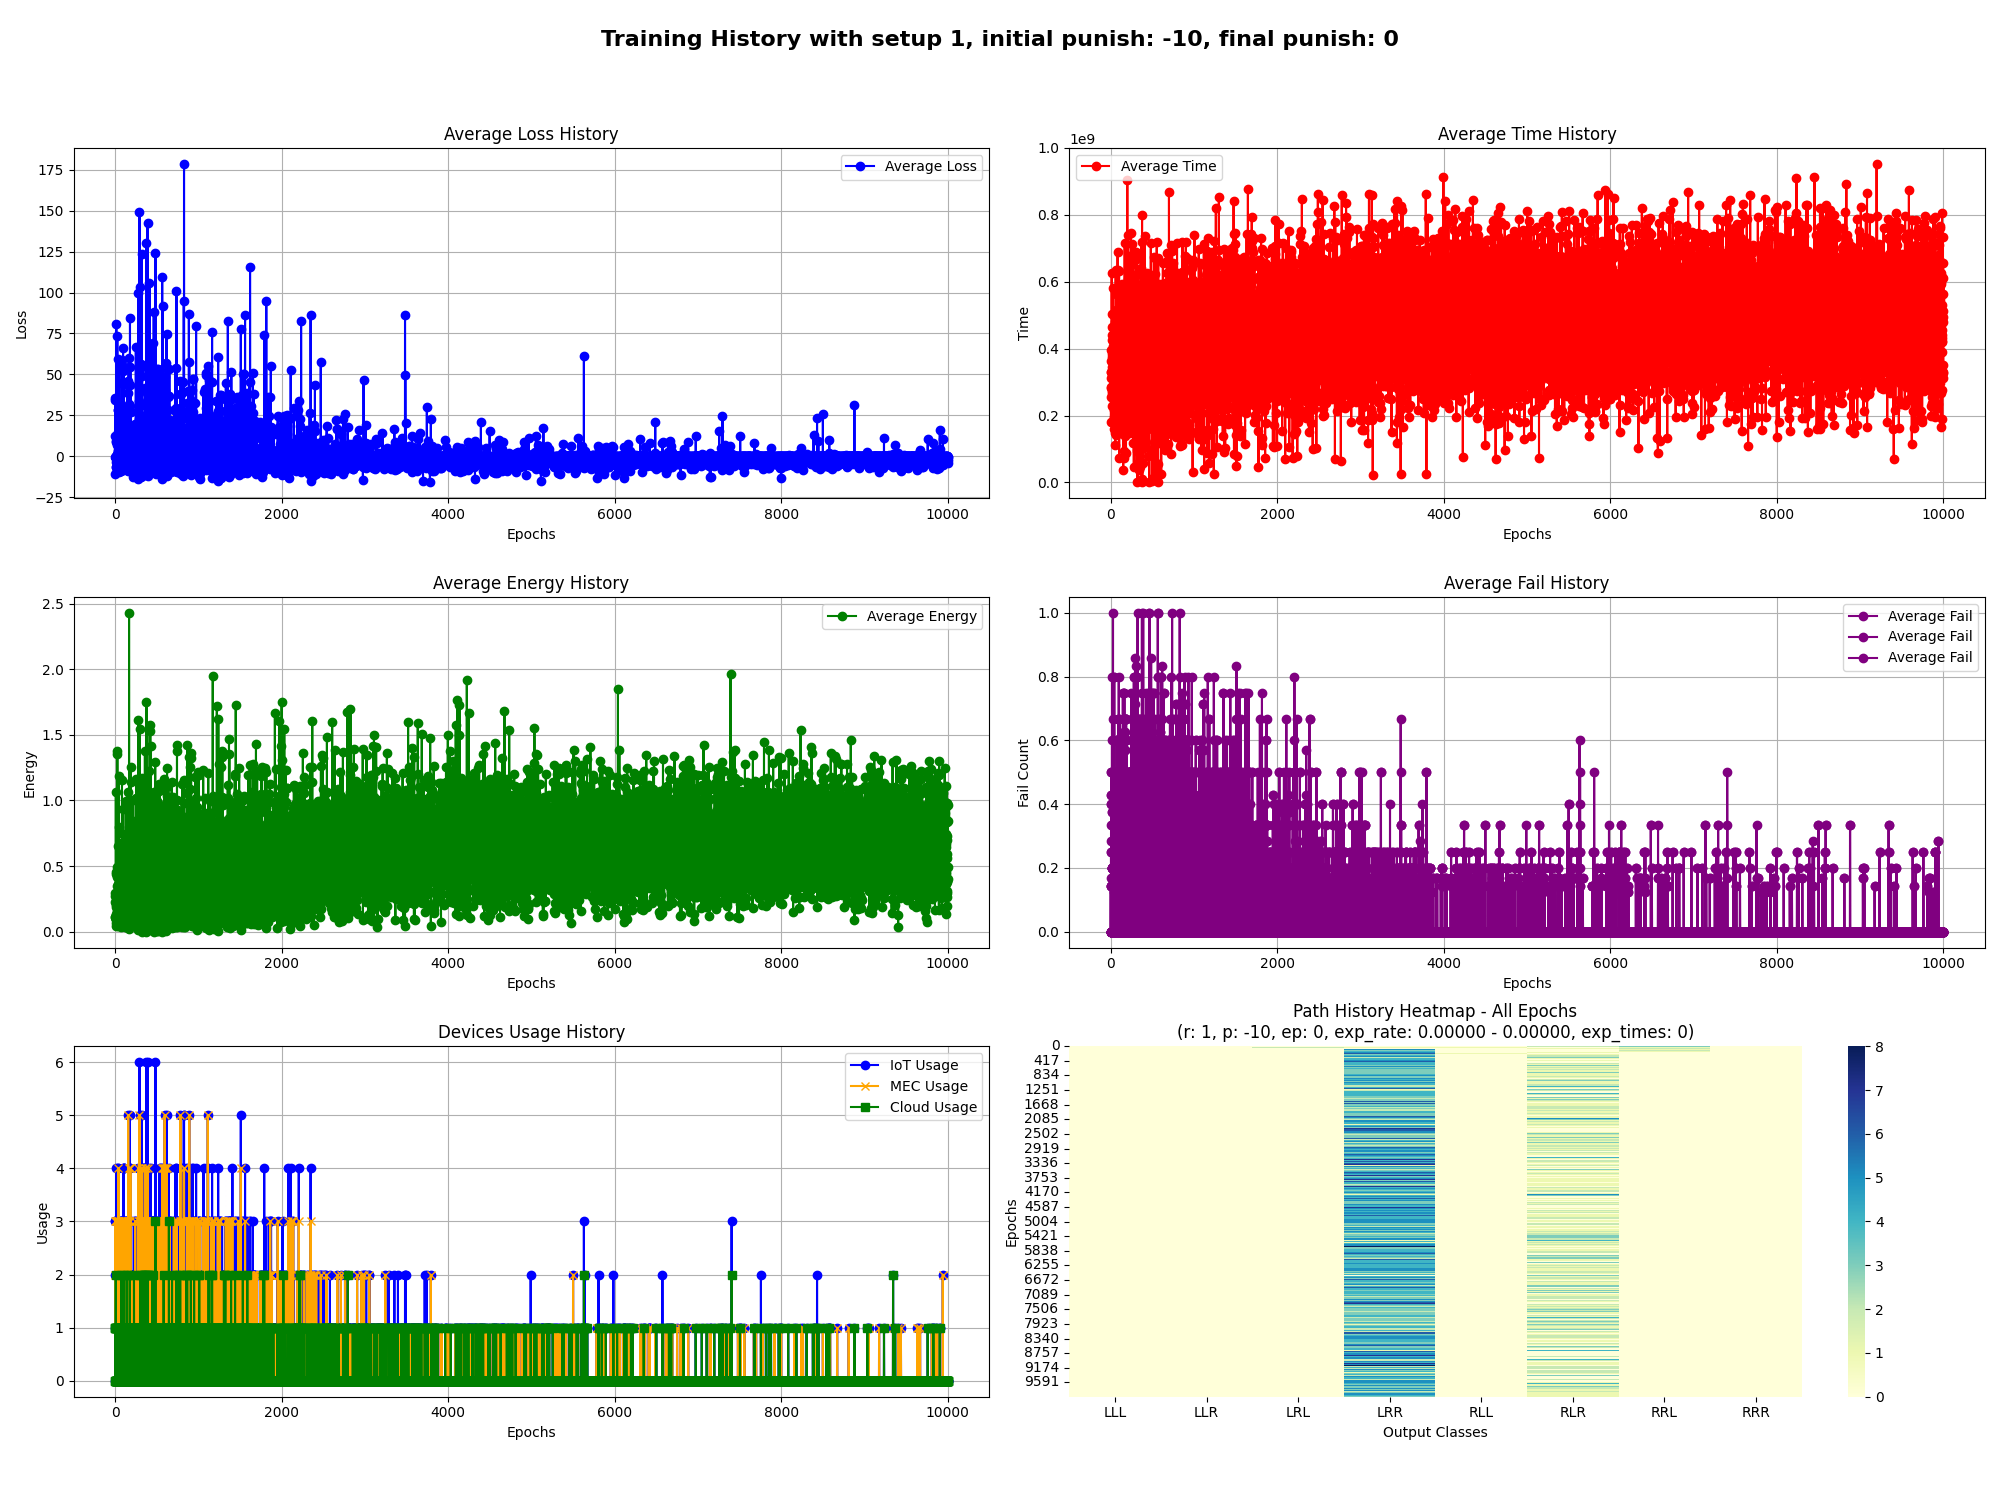 Training History with setup 1, initial punish: -10, final punish: 0
Average Loss History
Average Loss
175
150
125
100
75
50
25
0
−25
Loss
0 2000 4000 6000 8000 10000
Epochs
Average Time History
1e9
Average Time
1.0
0.8
0.6
0.4
0.2
0.0
Time
0 2000 4000 6000 8000 10000
Epochs
Average Energy History
Average Energy
2.5
2.0
1.5
1.0
0.5
0.0
Energy
0 2000 4000 6000 8000 10000
Epochs
Average Fail History
Average Fail
Average Fail
Average Fail
1.0
0.8
0.6
0.4
0.2
0.0
Fail Count
0 2000 4000 6000 8000 10000
Epochs
Devices Usage History
IoT Usage
MEC Usage
Cloud Usage
6
5
4
3
2
1
0
Usage
0 2000 4000 6000 8000 10000
Epochs
Path History Heatmap - All Epochs
(r: 1, p: -10, ep: 0, exp_rate: 0.00000 - 0.00000, exp_times: 0)
0
417
834
1251
1668
2085
2502
2919
3336
3753
4170
4587
5004
5421
5838
6255
6672
7089
7506
7923
8340
8757
9174
9591
Epochs
LLL LLR LRL LRR RLL RLR RRL RRR
Output Classes
8
7
6
5
4
3
2
1
0